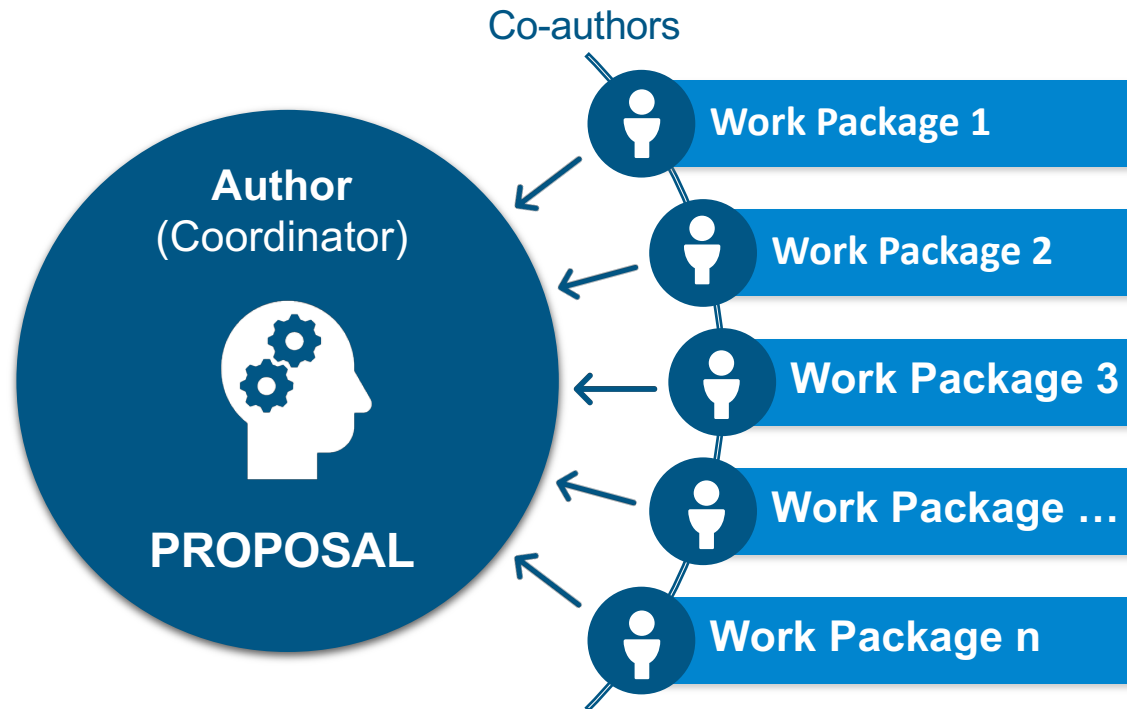 Co-authors
Author
(Coordinator)
PROPOSAL
Work Package 1
Work Package 2
Work Package 3
Work Package …
Work Package n